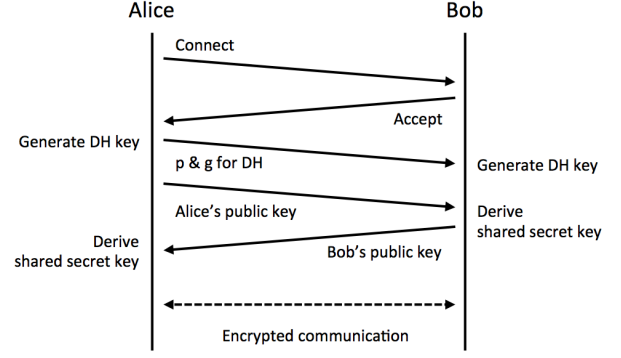 Alice
Bob
Connect
Accept
Generate DH key
p & g for DH
Generate DH key
Alice's public key
Derive
shared secret key
Derive
shared secret key
Bob's public key
Encrypted communication